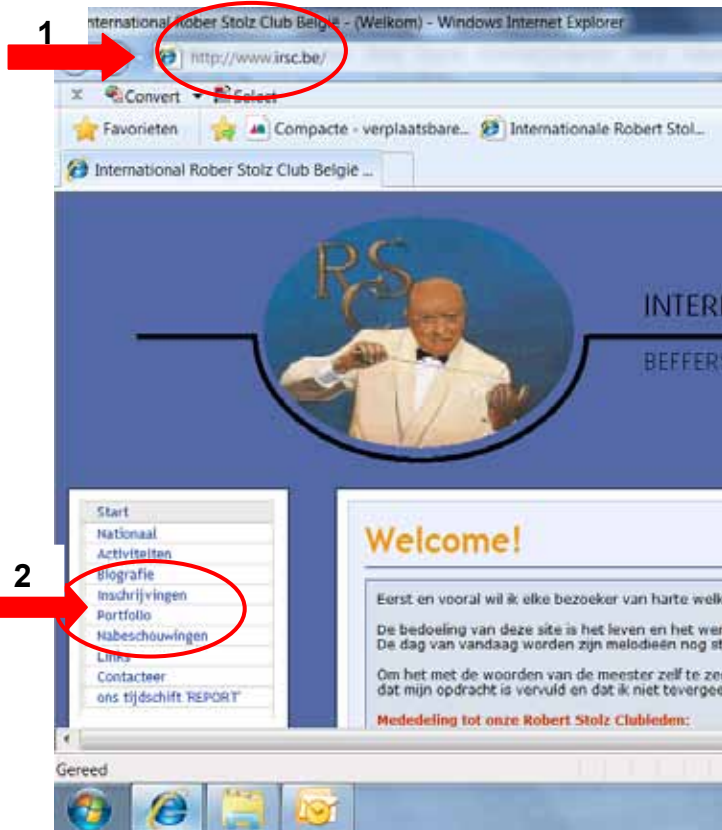 1
International Rober Stolz Club België - (Welkom) - Windows Internet Explorer
http://www.irsc.be/
x Convert Select
Favorieten Compacte - verplaatsbare... Internationale Robert Stol...
International Rober Stolz Club België ...
RSC
INTER
BEFFER
Start
Nationaal
Activiteiten
Biografie
2
Inschrijvingen
Portfolio
Nabeschouwingen
Links
Contacteer
ons tijdschift 'REPORT'
Welcome!
Eerst en vooral wil ik elke bezoeker van harte welk
De bedoeling van deze site is het leven en het wer
De dag van vandaag worden zijn melodieën nog st
Om het met de woorden van de meester zelf te ze
dat mijn opdracht is vervuld en dat ik niet tevergee
Mededeling tot onze Robert Stolz Clubleden:
Gereed